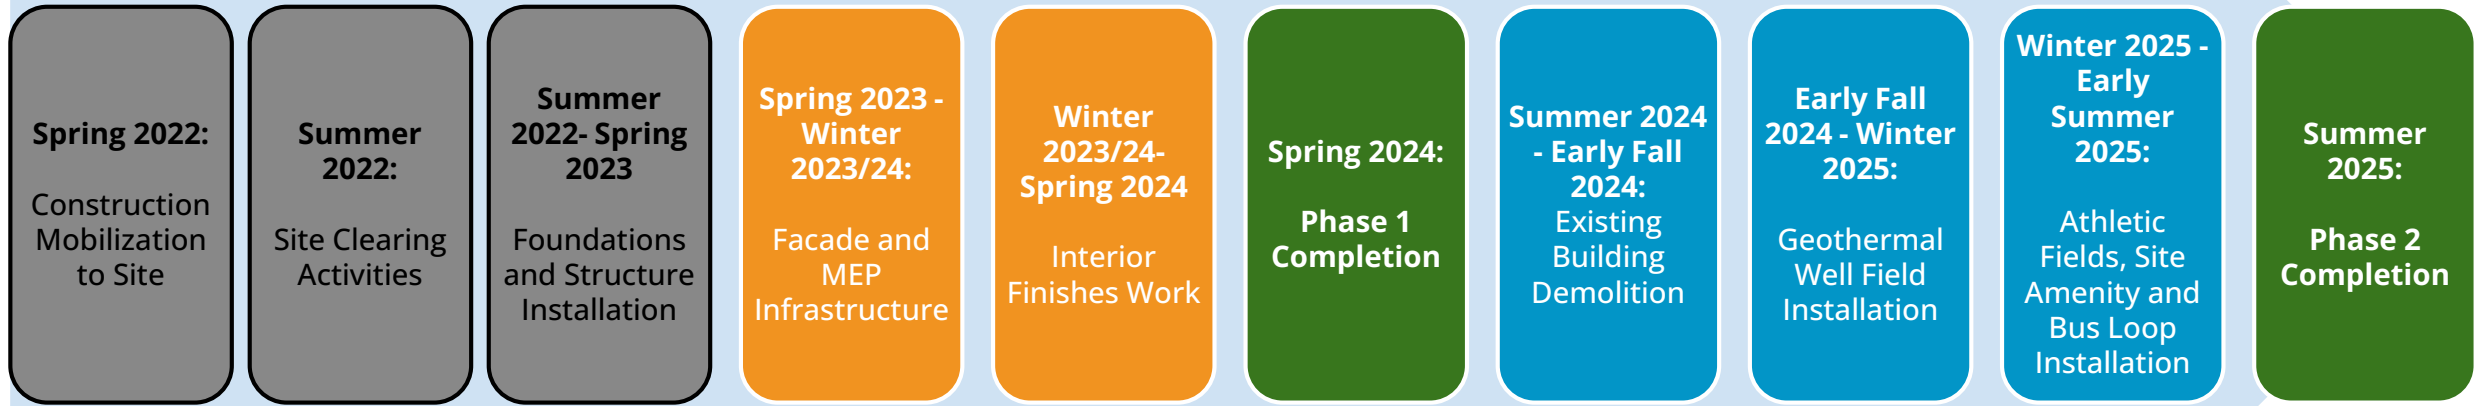 Spring 2022:
Construction
Mobilization
to Site
Summer
2022:
Site Clearing
Activities
Summer
2022- Spring
2023
Foundations
and Structure
Installation
Spring 2023 -
Winter
2023/24:
Facade and
MEP
Infrastructure
Winter
2023/24-
Spring 2024
Interior
Finishes Work
Spring 2024:
Phase 1
Completion
Summer 2024
- Early Fall
2024:
Existing
Building
Demolition
Early Fall
2024 - Winter
2025:
Geothermal
Well Field
Installation
Winter 2025 -
Early
Summer
2025:
Athletic
Fields, Site
Amenity and
Bus Loop
Installation
Summer
2025:
Phase 2
Completion